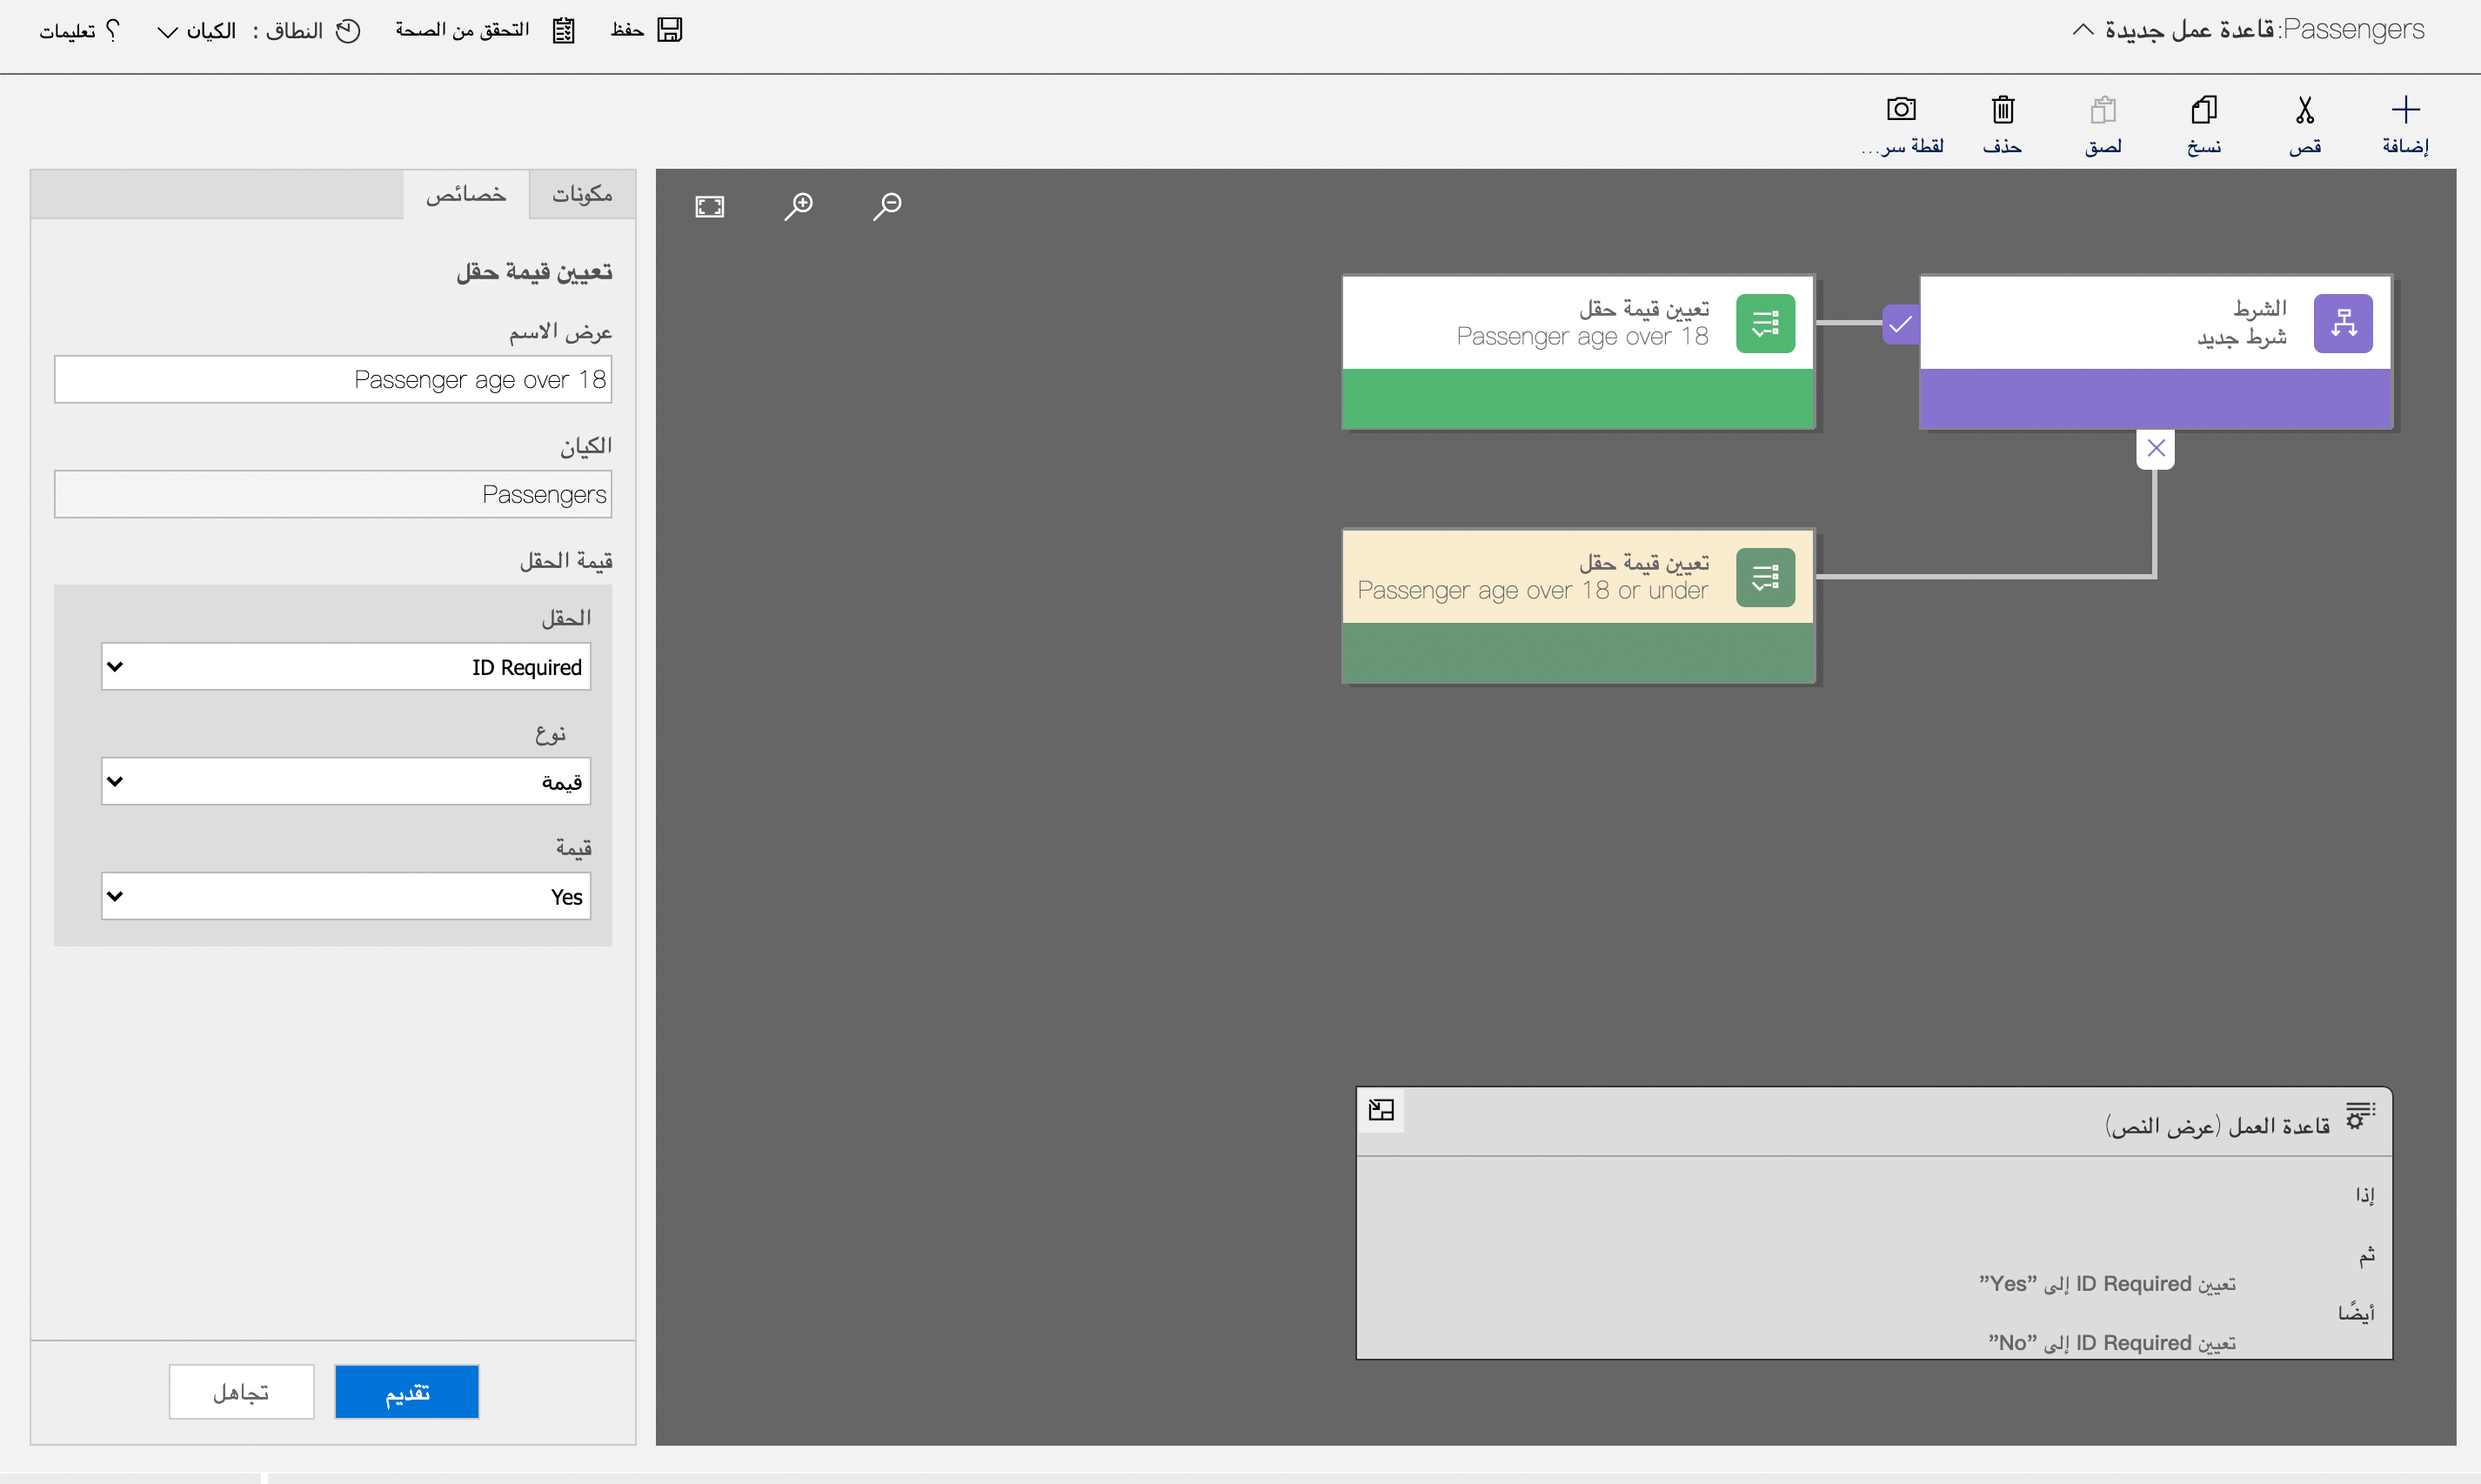 Passengers: قاعدة عمل جديدة
حفظ
التحقق من الصحة
النطاق :
الكيان
تعليمات
إضافة
قص
نسخ
لصق
حذف
لقطة سر...
الشرط
شرط جديد
تعيين قيمة حقل
Passenger age over 18
تعيين قيمة حقل
Passenger age over 18 or under
قاعدة العمل (عرض النص)
إذا
ثم
تعيين ID Required إلى "Yes"
أيضًا
تعيين ID Required إلى "No"
مكونات
خصائص
تعيين قيمة حقل
عرض الاسم
Passenger age over 18
الكيان
Passengers
قيمة الحقل
الحقل
ID Required
نوع
قيمة
قيمة
Yes
تقديم
تجاهل